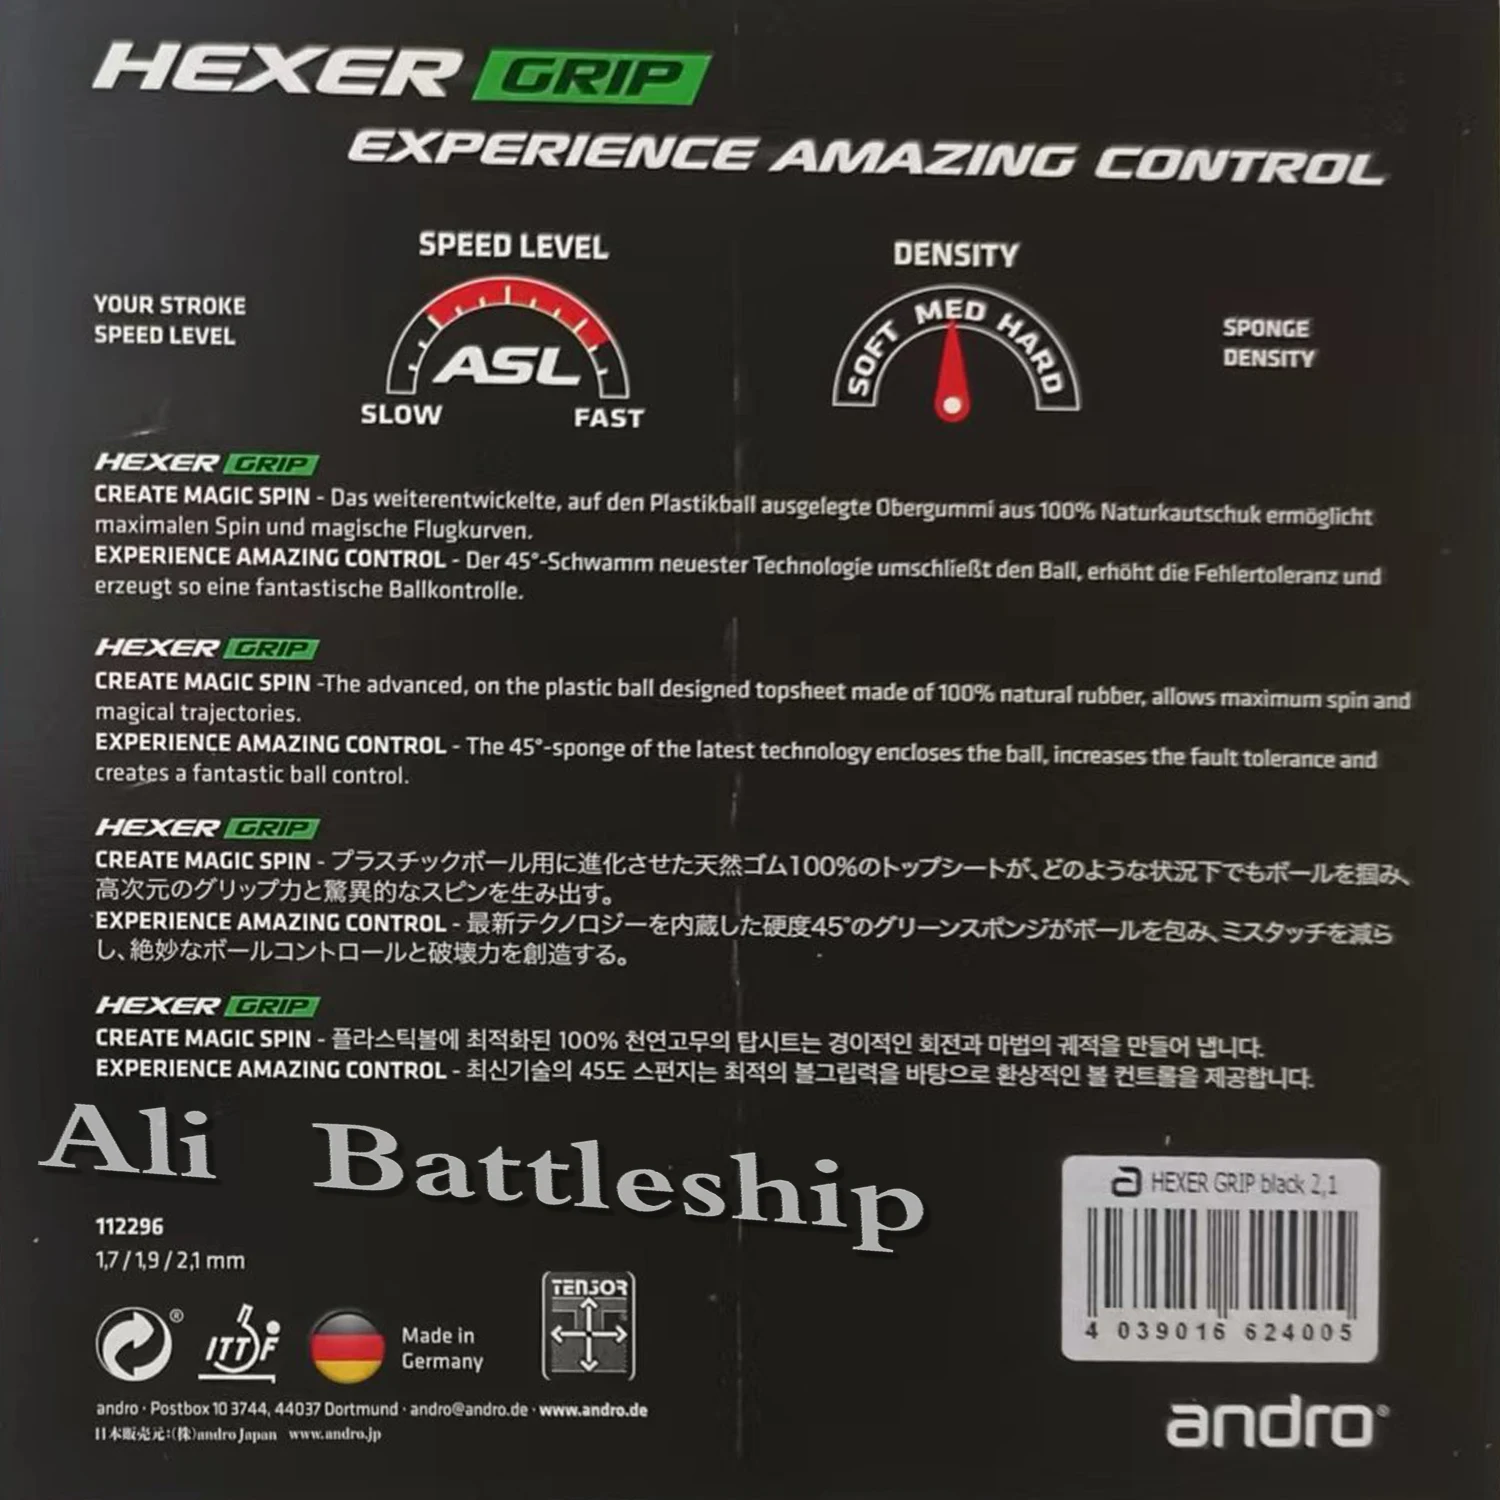 HEXER GRIP
EXPERIENCE AMAZING CONTROL
SPEED LEVEL
DENSITY
YOUR STROKE
SPEED LEVEL
ASL
SLOW
FAST
SOFT MED HARD
SPONGE
DENSITY
HEXER GRIP
CREATE MAGIC SPIN - Das weiterentwickelte, auf den Plastikball ausgelegte Obergummi aus 100% Naturkautschuk ermöglicht
maximalen Spin und magische Flugkurven.
EXPERIENCE AMAZING CONTROL - Der 45°-Schwamm neuester Technologie umschließt den Ball, erhöht die Fehlertoleranz und
erzeugt so eine fantastische Ballkontrolle.
HEXER GRIP
CREATE MAGIC SPIN -The advanced, on the plastic ball designed topsheet made of 100% natural rubber, allows maximum spin and
magical trajectories.
EXPERIENCE AMAZING CONTROL - The 45°-sponge of the latest technology encloses the ball, increases the fault tolerance and
creates a fantastic ball control.
HEXER GRIP
CREATE MAGIC SPIN - プラスチックボール用に進化させた天然ゴム100%のトップシートが、どのような状況下でもボールを掴み、
高次元のグリップ力と驚異的なスピンを生み出す。
EXPERIENCE AMAZING CONTROL - 最新テクノロジーを内蔵した硬度45°のグリーンスポンジがボールを包み、ミスタッチを減ら
し、絶妙なボールコントロールと破壊力を創造する。
HEXER GRIP
CREATE MAGIC SPIN - 플라스틱볼에 최적화된 100% 천연고무의 탑시트는 경이적인 회전과 마법의 궤적을 만들어 냅니다.
EXPERIENCE AMAZING CONTROL - 최신기술의 45도 스펀지는 최적의 볼그립력을 바탕으로 환상적인 볼 컨트롤을 제공합니다.
Ali Battleship
112296
1,7 / 1,9 / 2,1 mm
a HEXER GRIP black 2,1
4 039016 624005
TENSOR
ITTF
Made in
Germany
andro · Postbox 10 3744, 44037 Dortmund · andro@andro.de · www.andro.de
日本販売元:(株)andro Japan www.andro.jp
andro®